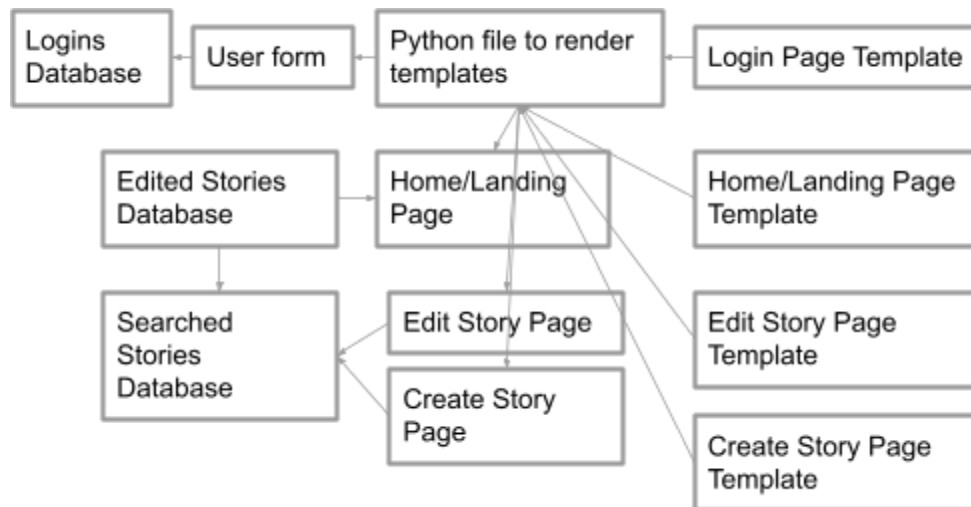 Logins
Database
User form
Python file to render
templates
Login Page Template
Edited Stories
Database
Home/Landing
Page
Home/Landing Page
Template
Searched
Stories
Database
Edit Story Page
Create Story
Page
Edit Story Page
Template
Create Story Page
Template